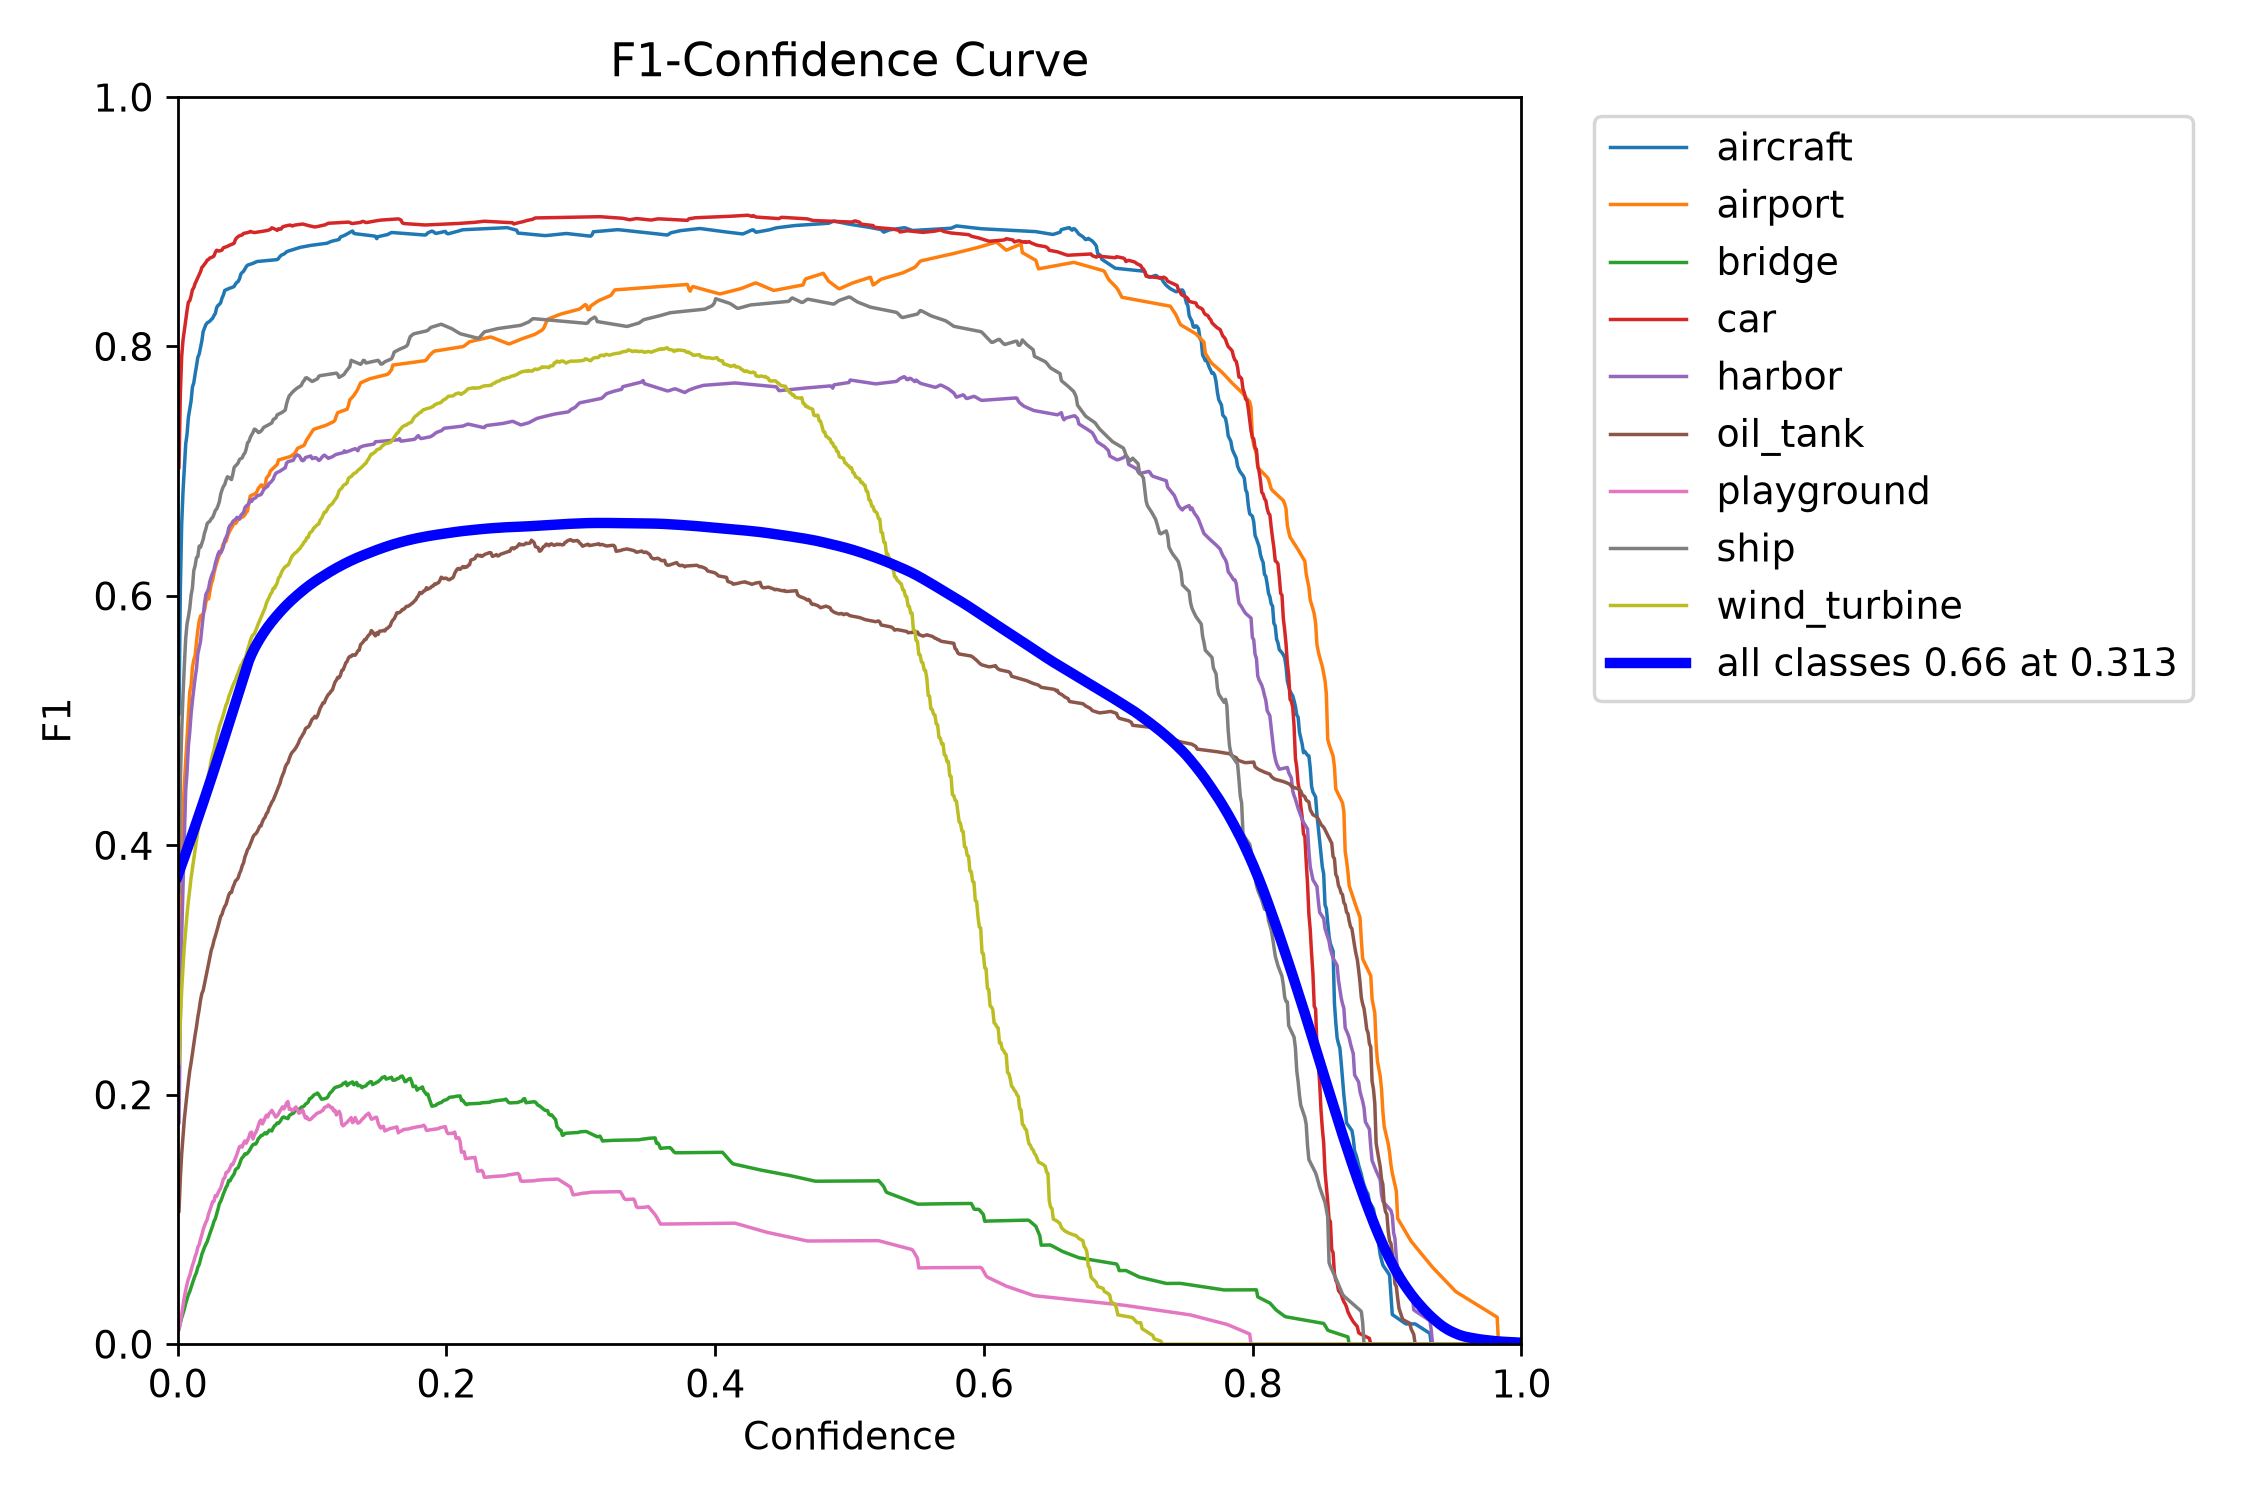 F1-Confidence Curve
1.0
0.8
0.6
0.4
0.2
0.0
F1
0.0 0.2 0.4 0.6 0.8 1.0
Confidence
aircraft
airport
bridge
car
harbor
oil_tank
playground
ship
wind_turbine
all classes 0.66 at 0.313